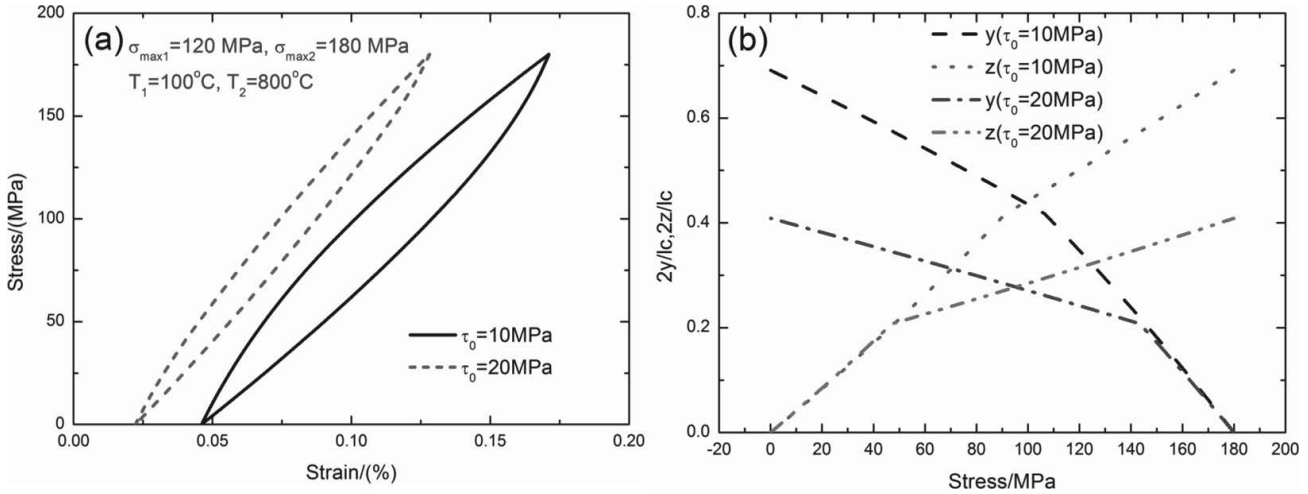 (a)
σmax1=120 MPa, σmax2=180 MPa
T1=100°C, T2=800°C
200
150
100
50
0
Stress/(MPa)
τ0=10MPa
τ0=20MPa
0.00 0.05 0.10 0.15 0.20
Strain/(%)
(b)
y(τ0=10MPa)
z(τ0=10MPa)
y(τ0=20MPa)
z(τ0=20MPa)
0.8
0.6
0.4
0.2
0.0
2y/lc,2z/lc
-20 0 20 40 60 80 100 120 140 160 180 200
Stress/MPa